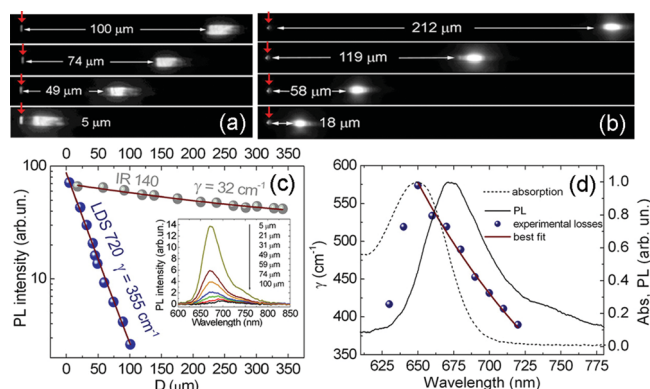 100 μm
74 μm
49 μm
5 μm
(a)
212 μm
119 μm
58 μm
18 μm
(b)
0 50 100 150 200 250 300 350
100
10
PL intensity (arb.un.)
IR 140
γ = 32 cm⁻¹
(c)
LDS 720 γ = 355 cm⁻¹
14
12
10
8
6
4
2
0
PL intensity (arb.un.)
5 μm
21 μm
31 μm
49 μm
59 μm
74 μm
100 μm
600 650 700 750 800
Wavelength (nm)
0 50 100 150 200 250 300 350
D (μm)
600
550
500
450
400
350
γ (cm⁻¹)
(d)
absorption
PL
experimental losses
best fit
1.0
0.8
0.6
0.4
0.2
0.0
Abs, PL (arb. un.)
625 650 675 700 725 750 775
Wavelength (nm)